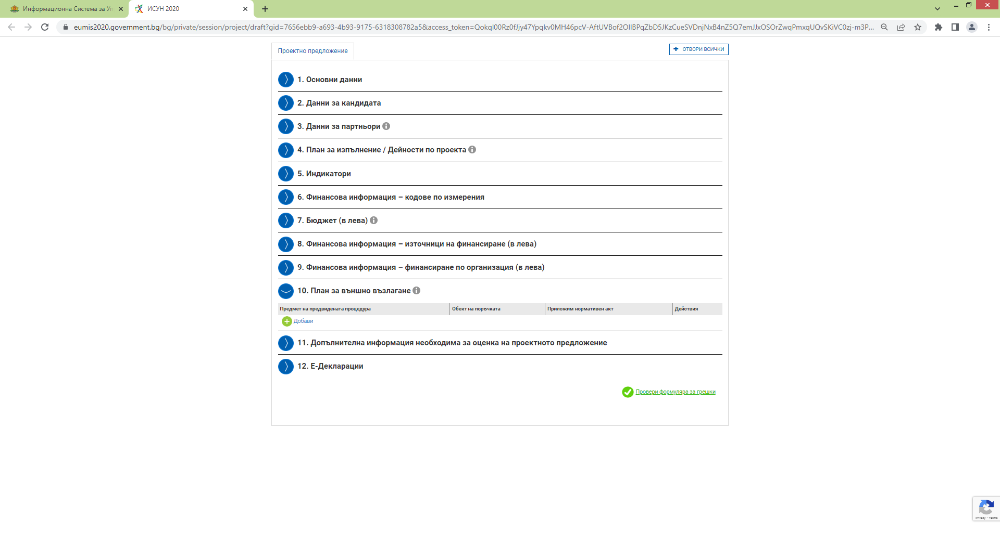 Информационна Система за Уп
ИСУН 2020
eumis2020.government.bg/bg/private/session/project/draft?gid=7656ebb9-a693-4b93-9175-6318308782a5&access_token=Qokql00Rz0fJjy47Ypqkv0MH46pcV-AftUVBof2OIIBPqZbD5JKzCueSVDnjNxB4nZ5Q7emJJxOSOrZwqPmxqUQvSKiVC0zj-m3P...
Проектно предложение
ОТВОРИ ВСИЧКИ
1. Основни данни
2. Данни за кандидата
3. Данни за партньори
4. План за изпълнение / Дейности по проекта
5. Индикатори
6. Финансова информация – кодове по измерения
7. Бюджет (в лева)
8. Финансова информация – източници на финансиране (в лева)
9. Финансова информация – финансиране по организация (в лева)
10. План за външно възлагане
Предмет на предвидената процедура Обект на поръчката Приложим нормативен акт Действия
Добави
11. Допълнителна информация необходима за оценка на проектното предложение
12. Е-Декларации
Провери формуляра за грешки
Privacy - Terms